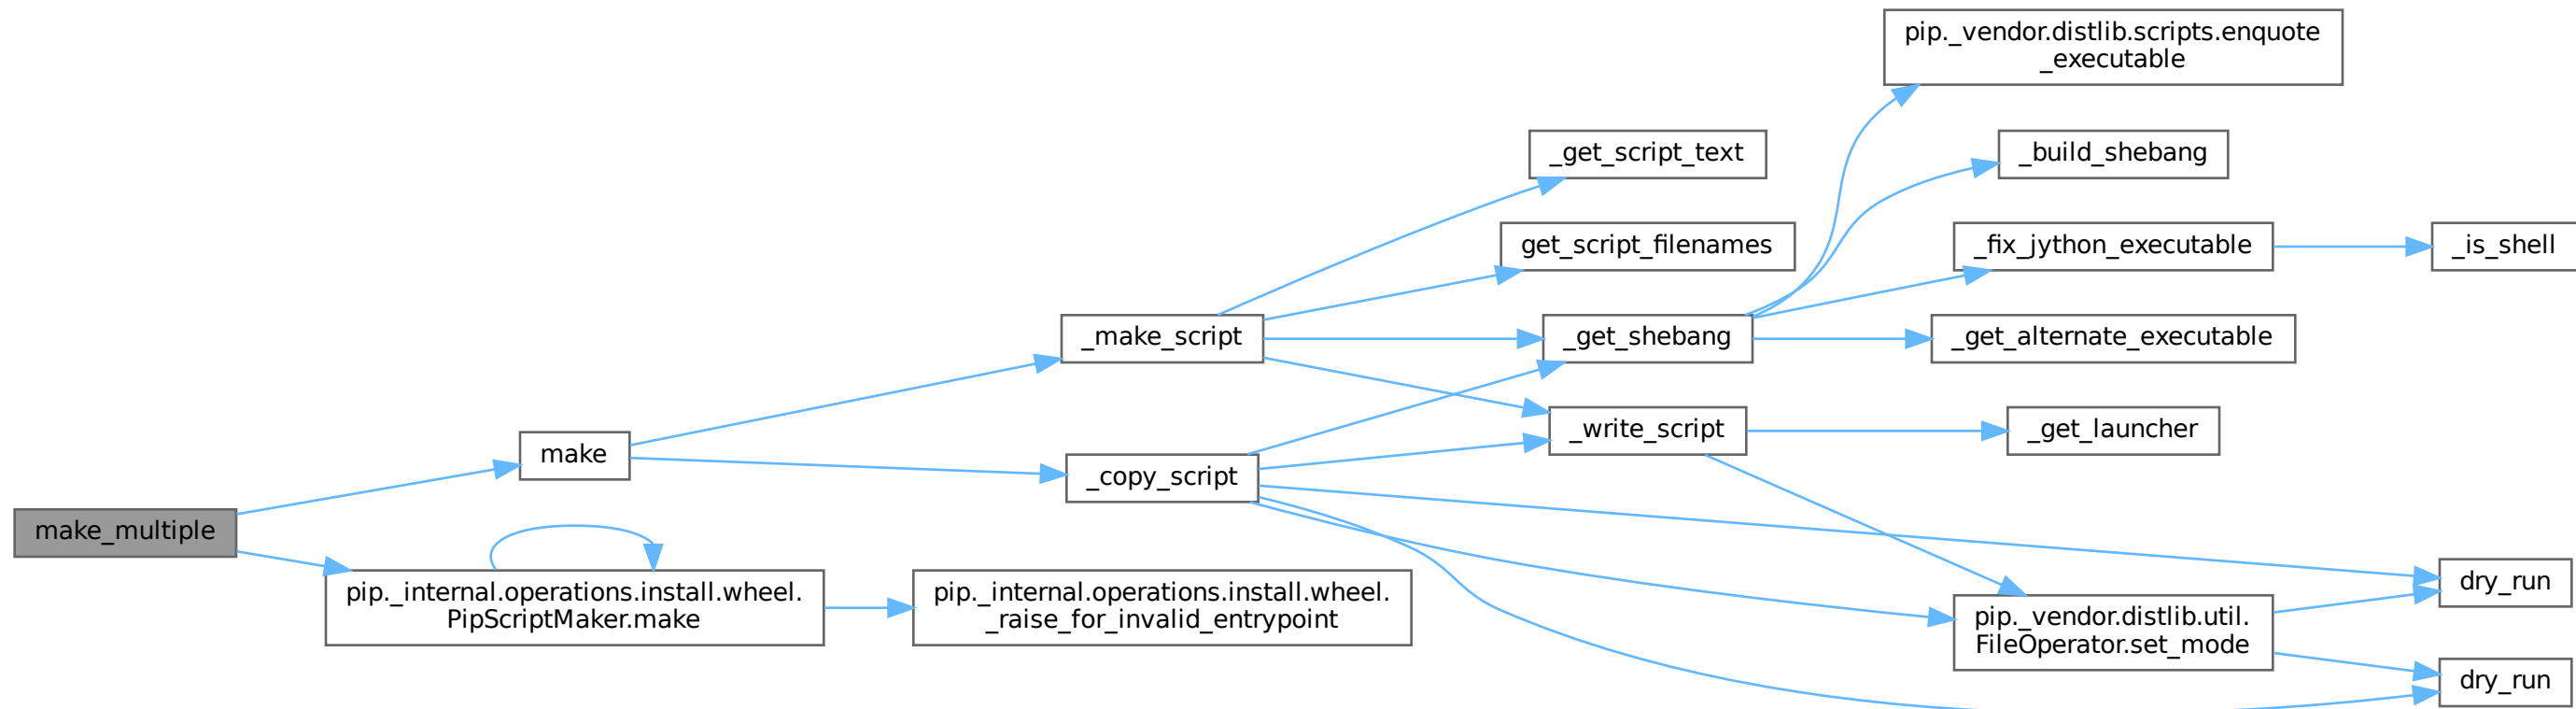 pip._vendor.distlib.scripts.enquote
_executable
_get_script_text
_build_shebang
get_script_filenames
_fix_jython_executable
_is_shell
_make_script
_get_shebang
_get_alternate_executable
make
_write_script
_get_launcher
_copy_script
make_multiple
pip._internal.operations.install.wheel.
PipScriptMaker.make
pip._internal.operations.install.wheel.
_raise_for_invalid_entrypoint
dry_run
pip._vendor.distlib.util.
FileOperator.set_mode
dry_run